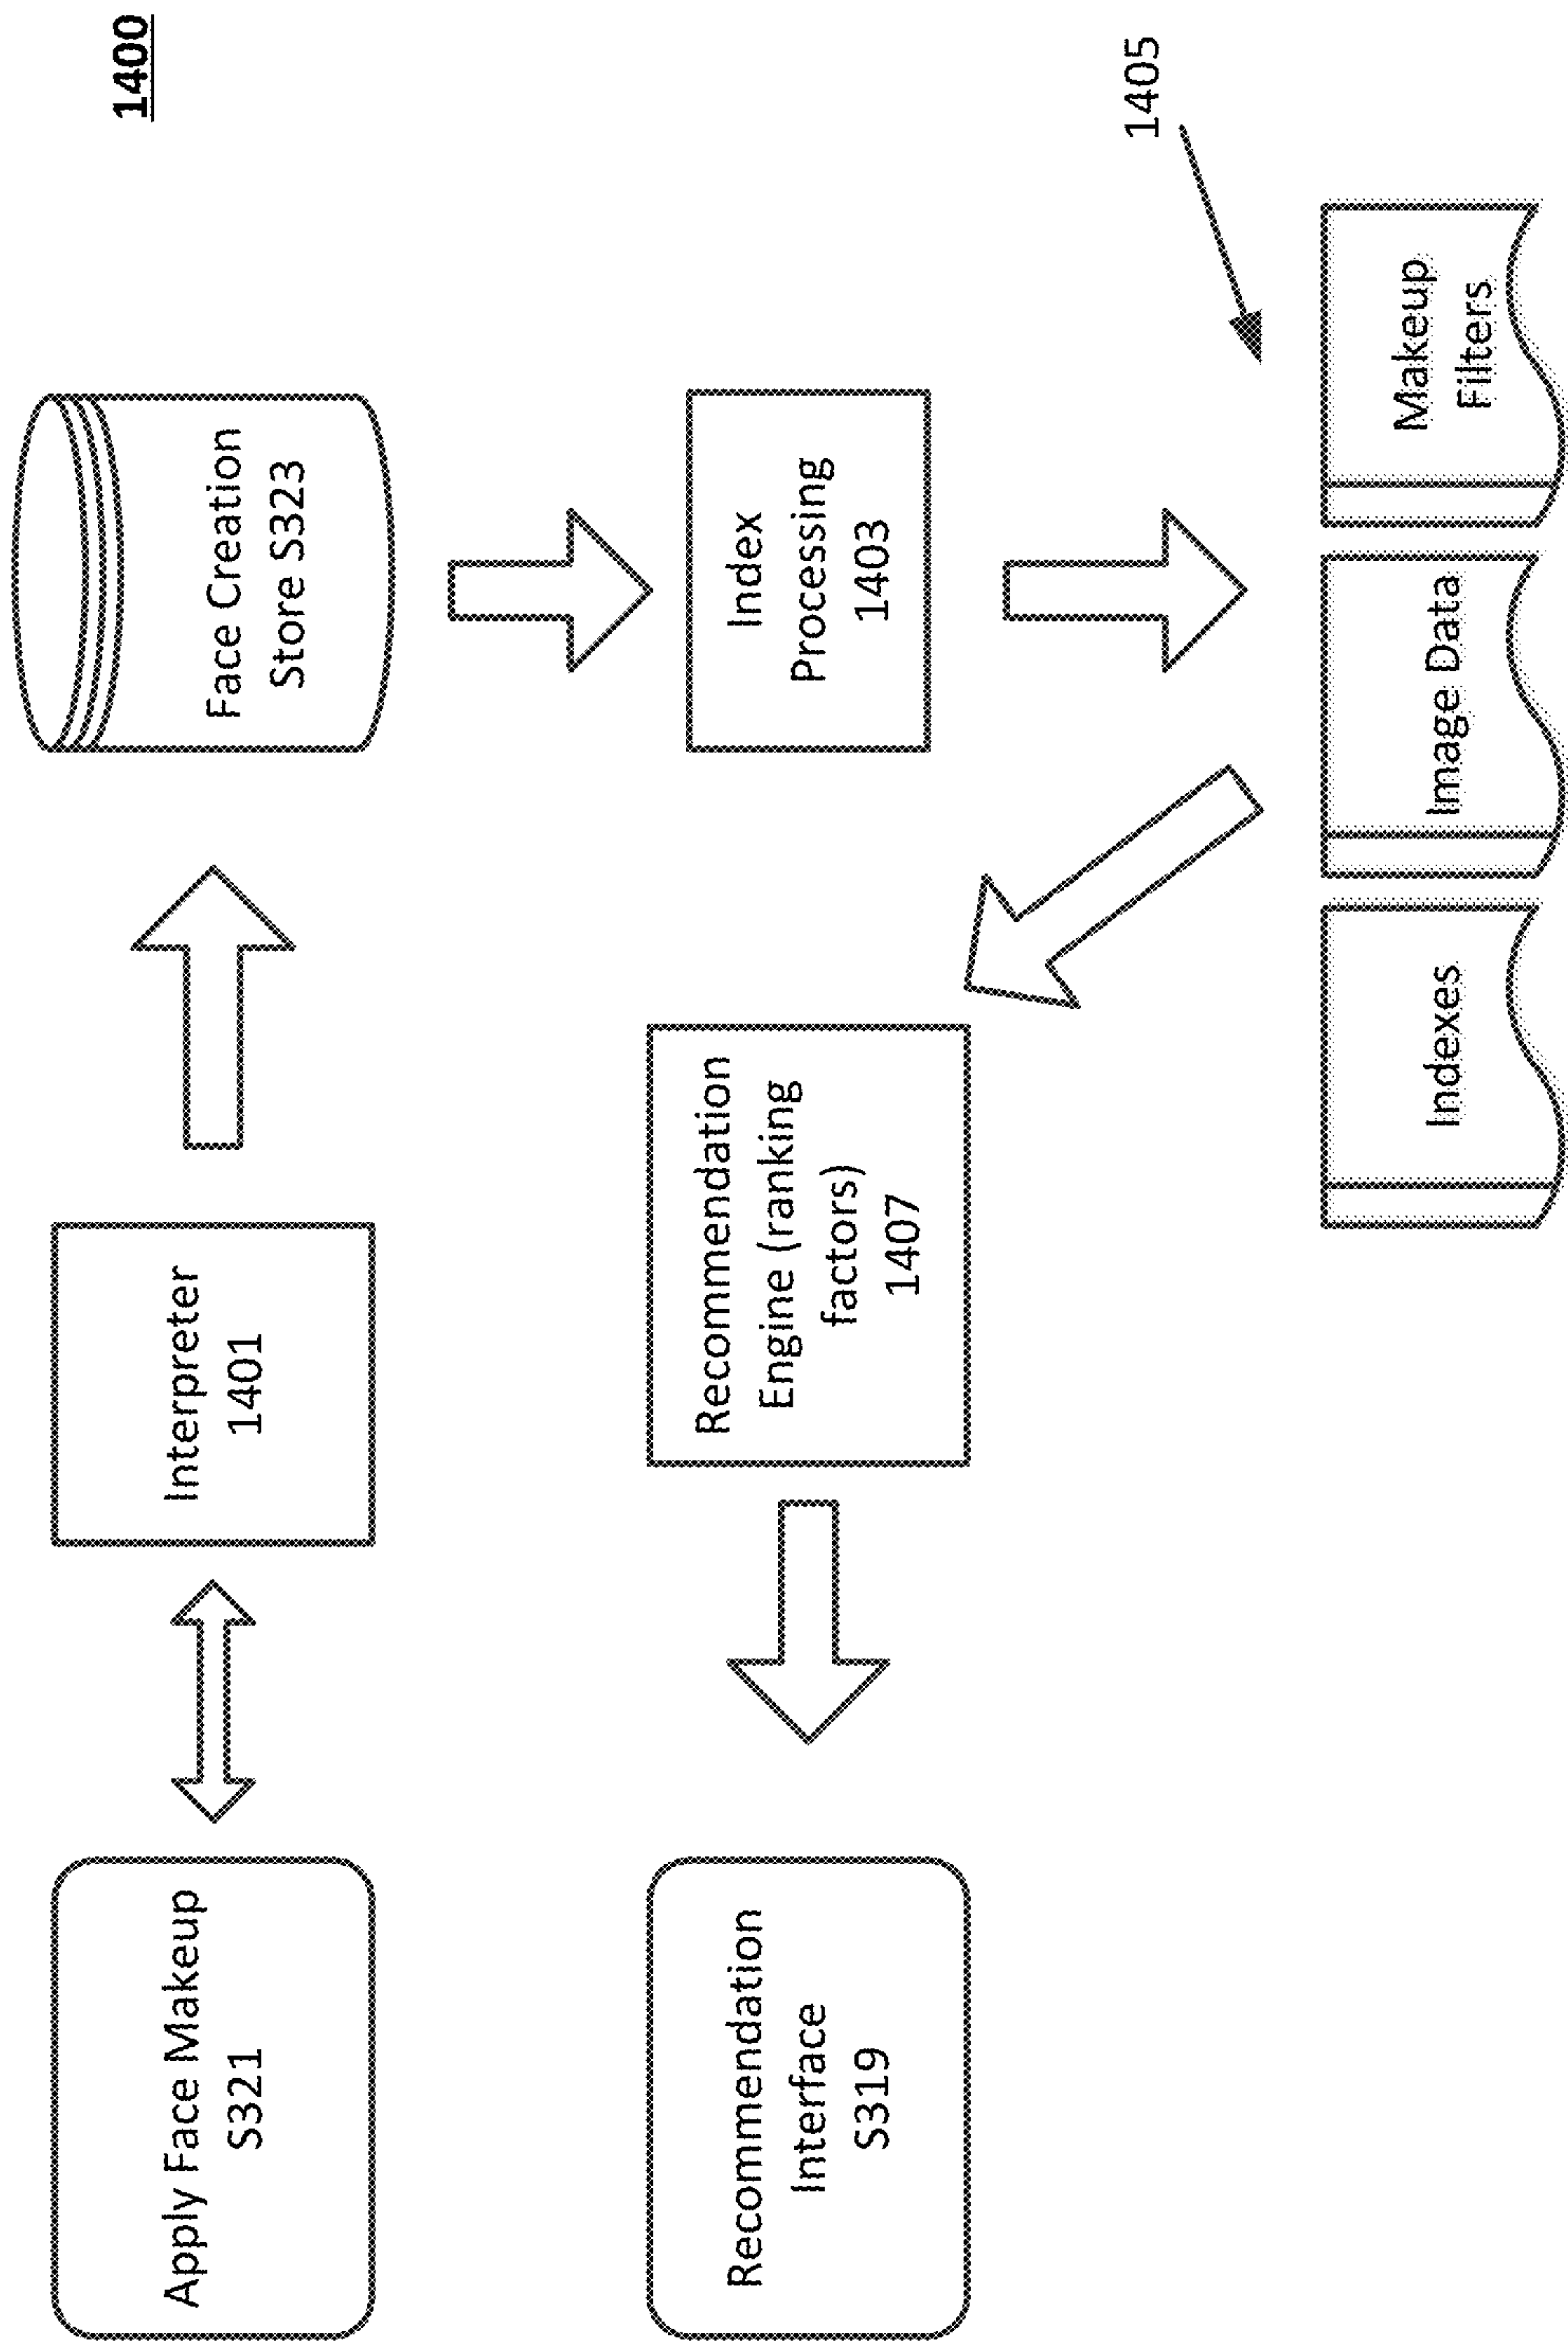 1400
Apply Face Makeup
S321
Interpreter
1401
Face Creation
Store S323
Recommendation
Interface
S319
Recommendation
Engine (ranking
factors)
1407
Index
Processing
1403
1405
Indexes
Image Data
Makeup
Filters